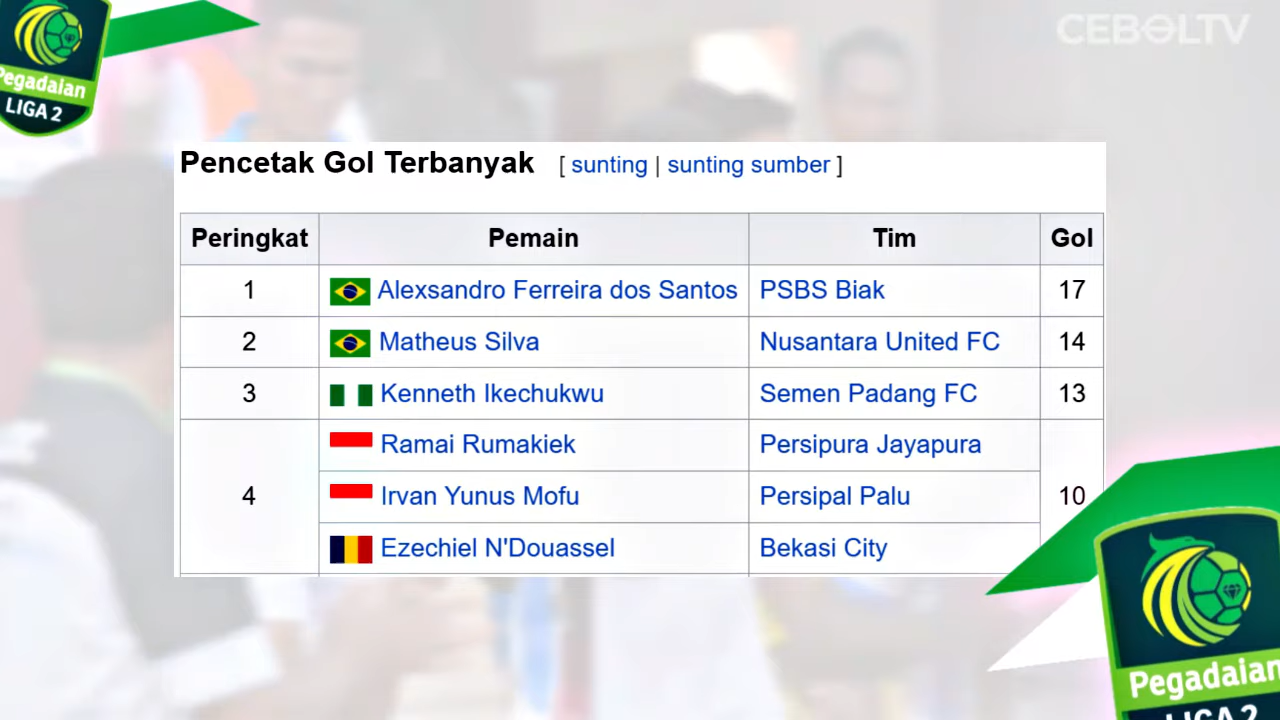 CEBOLTV
Pegadaian
LIGA 2
Pencetak Gol Terbanyak [ sunting | sunting sumber ]
Peringkat Pemain Tim Gol
1 Alexsandro Ferreira dos Santos PSBS Biak 17
2 Matheus Silva Nusantara United FC 14
3 Kenneth Ikechukwu Semen Padang FC 13
Ramai Rumakiek Persipura Jayapura
4 Irvan Yunus Mofu Persipal Palu 10
Ezechiel N'Douassel Bekasi City
Pegadaian
LIGA 2